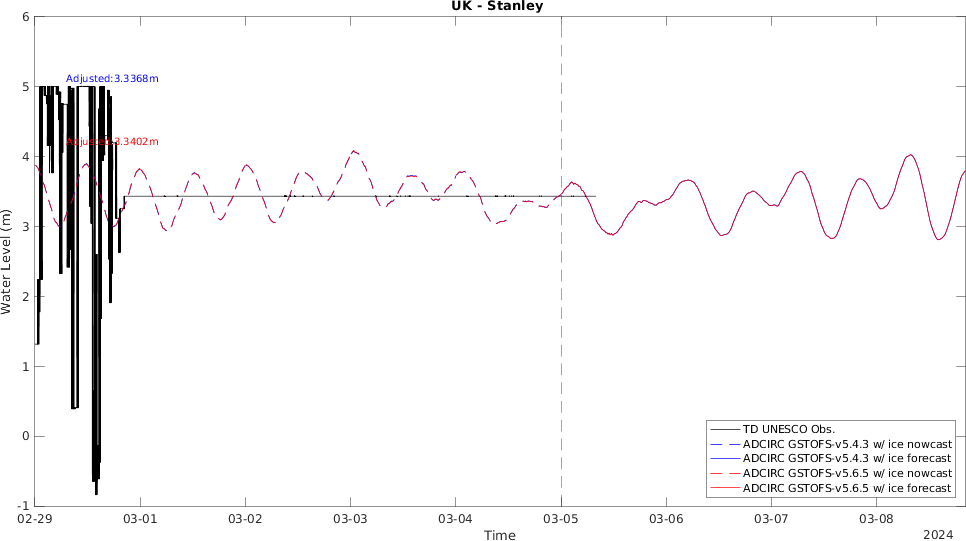 UK - Stanley
6
5
4
3
2
1
0
-1
Water Level (m)
Adjusted:3.3368m
Adjusted:3.3402m
TD UNESCO Obs.
ADCIRC GSTOFS-v5.4.3 w/ ice nowcast
ADCIRC GSTOFS-v5.4.3 w/ ice forecast
ADCIRC GSTOFS-v5.6.5 w/ ice nowcast
ADCIRC GSTOFS-v5.6.5 w/ ice forecast
02-29 03-01 03-02 03-03 03-04 03-05 03-06 03-07 03-08
Time
2024